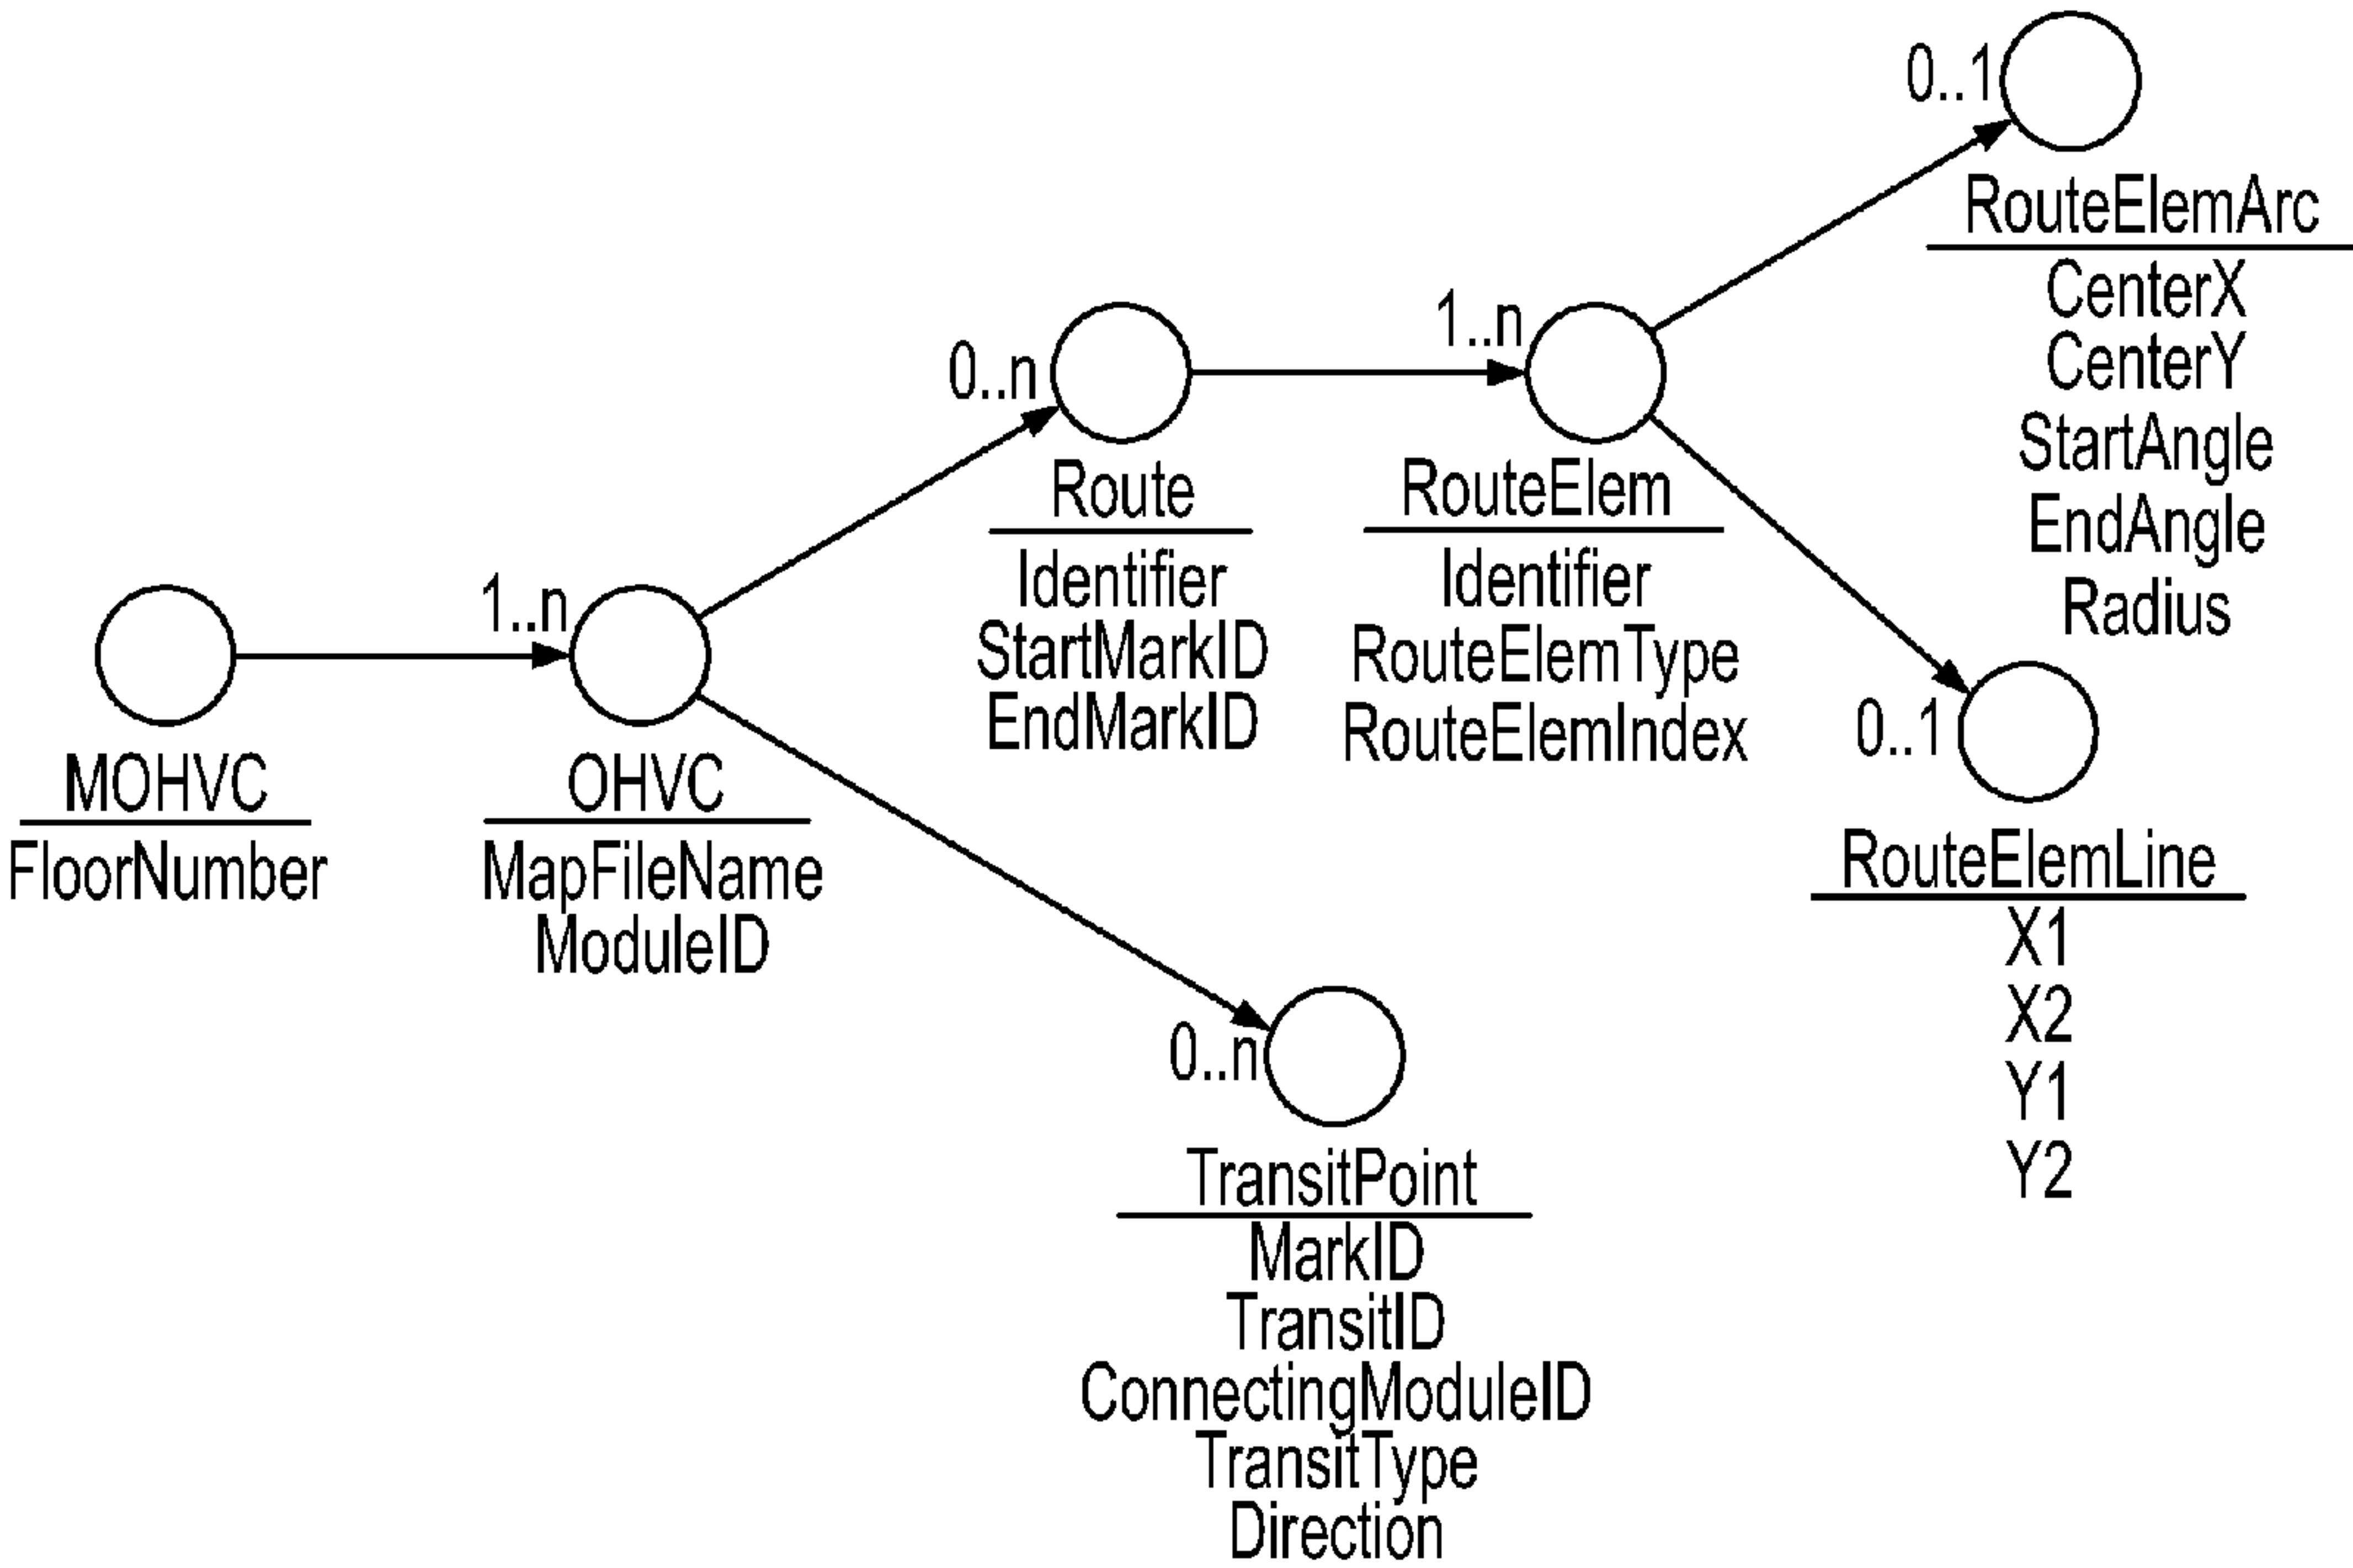 0..1
RouteElemArc
CenterX
CenterY
StartAngle
EndAngle
Radius
0..n
Route
Identifier
StartMarkID
EndMarkID
1..n
RouteElem
Identifier
RouteElemType
RouteElemIndex
MOHVC
FloorNumber
1..n
OHVC
MapFileName
ModuleID
0..1
RouteElemLine
X1
X2
Y1
Y2
0..n
TransitPoint
MarkID
TransitID
ConnectingModuleID
TransitType
Direction